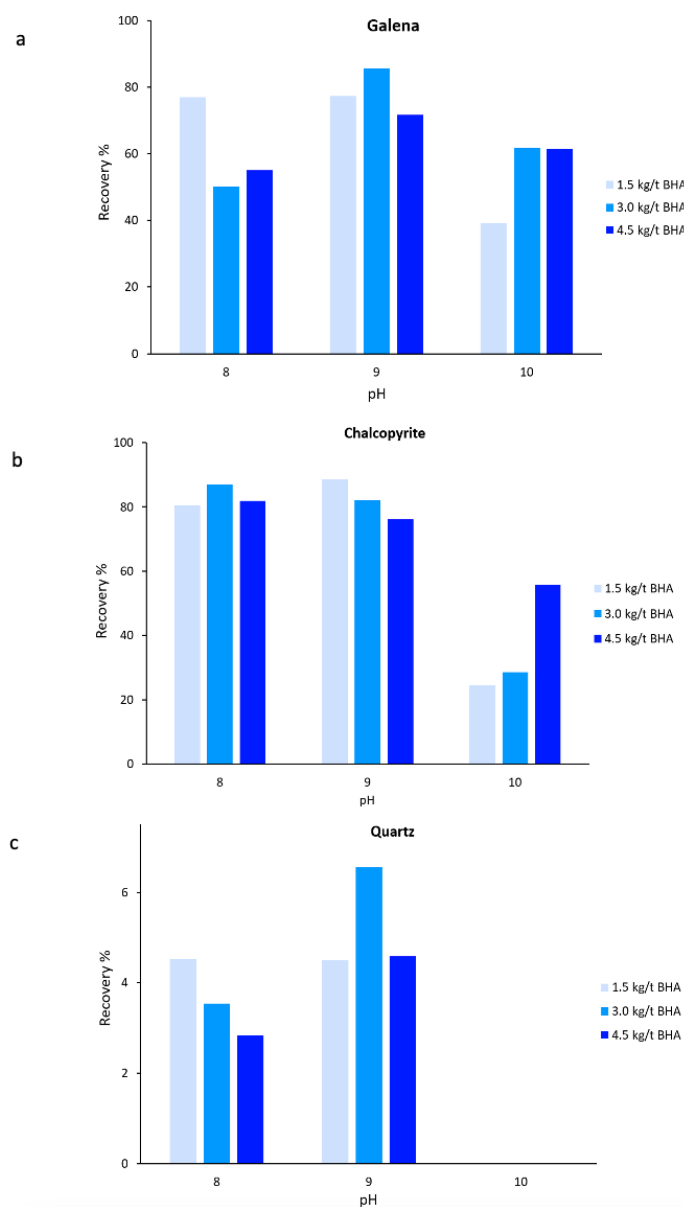 a
Galena
100
80
60
40
20
0
Recovery %
8 9 10
pH
1.5 kg/t BHA
3.0 kg/t BHA
4.5 kg/t BHA
b
Chalcopyrite
100
80
60
40
20
0
Recovery %
8 9 10
pH
1.5 kg/t BHA
3.0 kg/t BHA
4.5 kg/t BHA
c
Quartz
6
4
2
0
Recovery %
8 9 10
pH
1.5 kg/t BHA
3.0 kg/t BHA
4.5 kg/t BHA